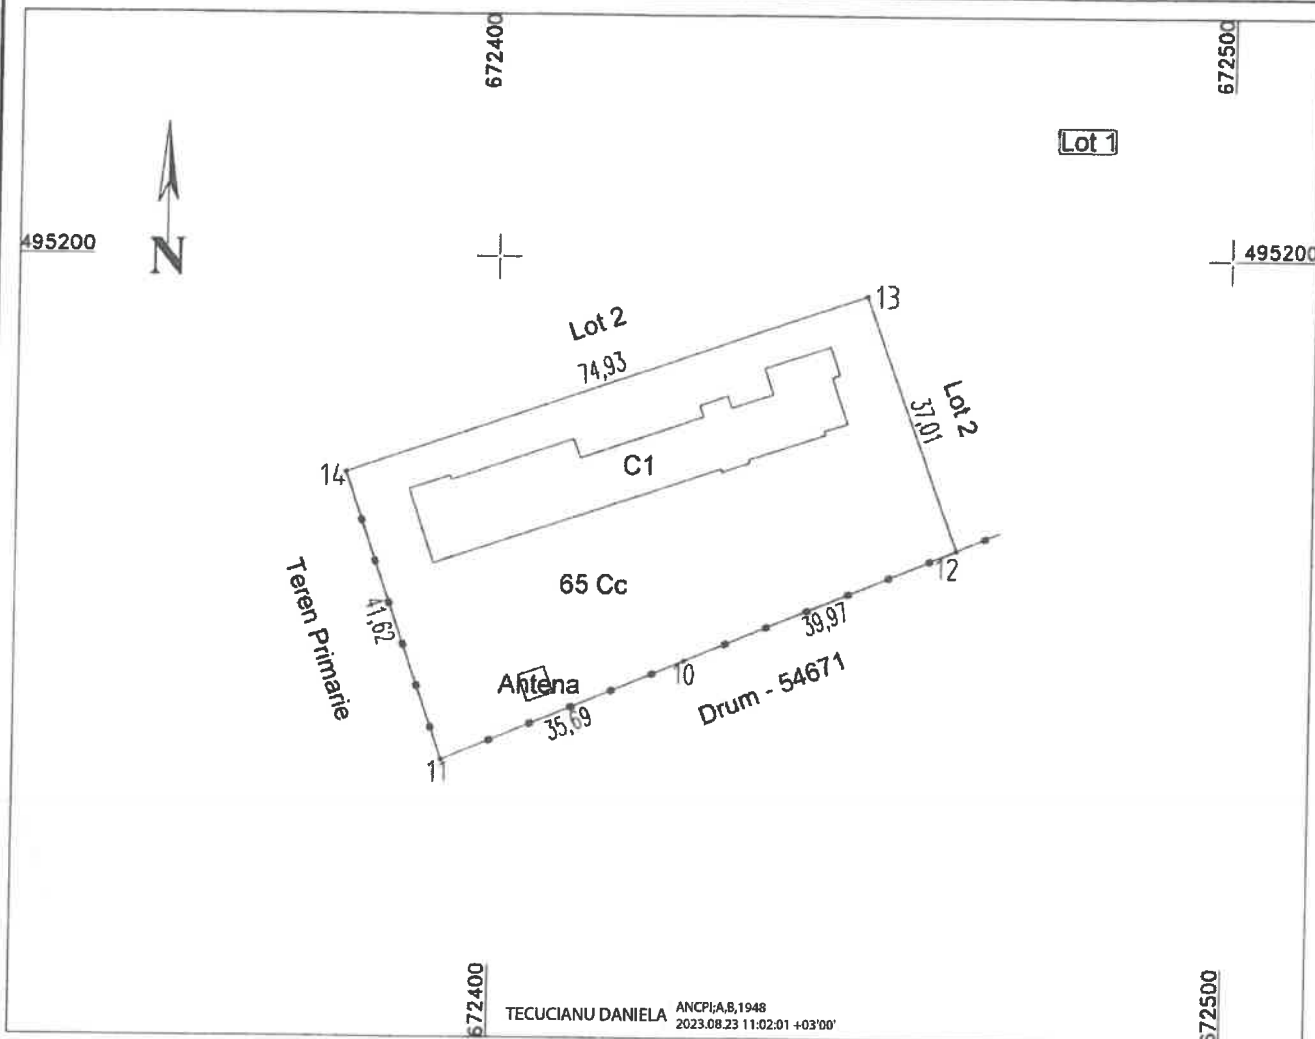 672400
672500
Lot 1
N
495200
495200
13
Lot 2
74,93
Lot 2
37,01
14
C1
12
65 Cc
Teren Primarie
41,62
39,97
10
Antena
Drum - 54671
35,69
11
672400
672500
TECUCIANU DANIELA
ANCPI;A,B,1948
2023.08.23 11:02:01 +03'00'